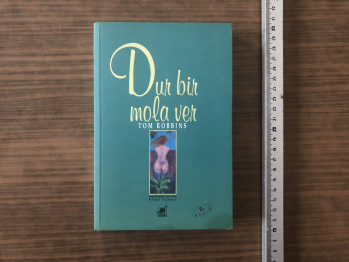 Dur bir
mola ver
TOM ROBBINS